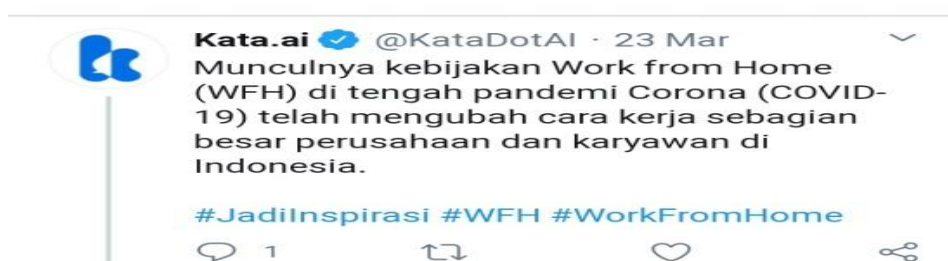 Kata.ai @KataDotAI · 23 Mar
Munculnya kebijakan Work from Home
(WFH) di tengah pandemi Corona (COVID-
19) telah mengubah cara kerja sebagian
besar perusahaan dan karyawan di
Indonesia.
#JadiInspirasi #WFH #WorkFromHome
1